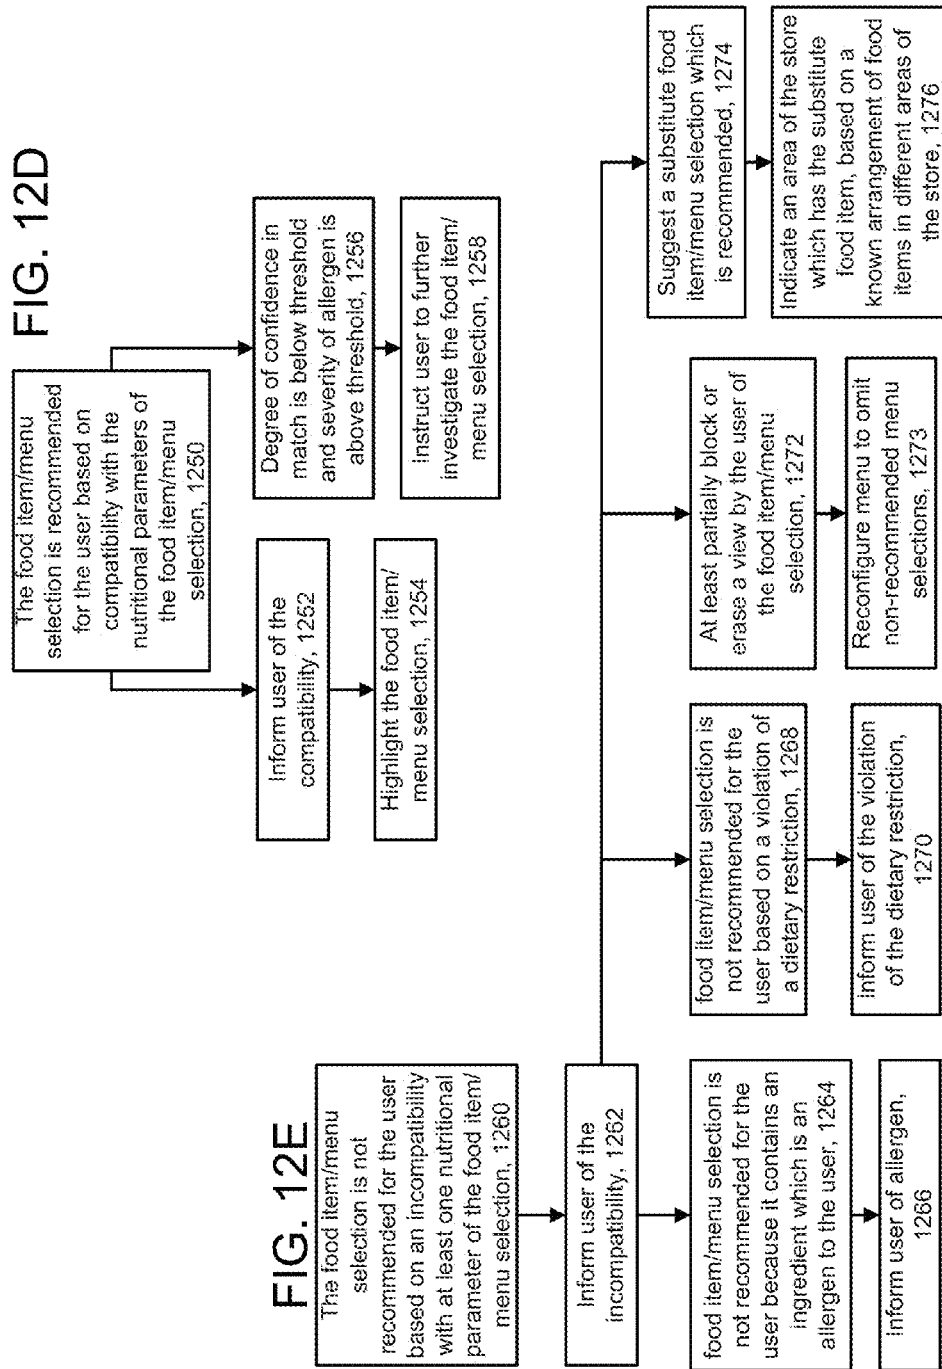 FIG. 12D
The food item/menu
selection is recommended
for the user based on
compatibility with the
nutritional parameters of
the food item/menu
selection, 1250
Inform user of the
compatibility, 1252
Highlight the food item/
menu selection, 1254
Degree of confidence in
match is below threshold
and severity of allergen is
above threshold, 1256
Instruct user to further
investigate the food item/
menu selection, 1258
FIG. 12E
The food item/menu
selection is not
recommended for the user
based on an incompatibility
with at least one nutritional
parameter of the food item/
menu selection, 1260
Inform user of the
incompatibility, 1262
food item/menu selection is
not recommended for the
user because it contains an
ingredient which is an
allergen to the user, 1264
Inform user of allergen,
1266
food item/menu selection is
not recommended for the
user based on a violation of
a dietary restriction, 1268
Inform user of the violation
of the dietary restriction,
1270
At least partially block or
erase a view by the user of
the food item/menu
selection, 1272
Reconfigure menu to omit
non-recommended menu
selections, 1273
Suggest a substitute food
item/menu selection which
is recommended, 1274
Indicate an area of the store
which has the substitute
food item, based on a
known arrangement of food
items in different areas of
the store, 1276